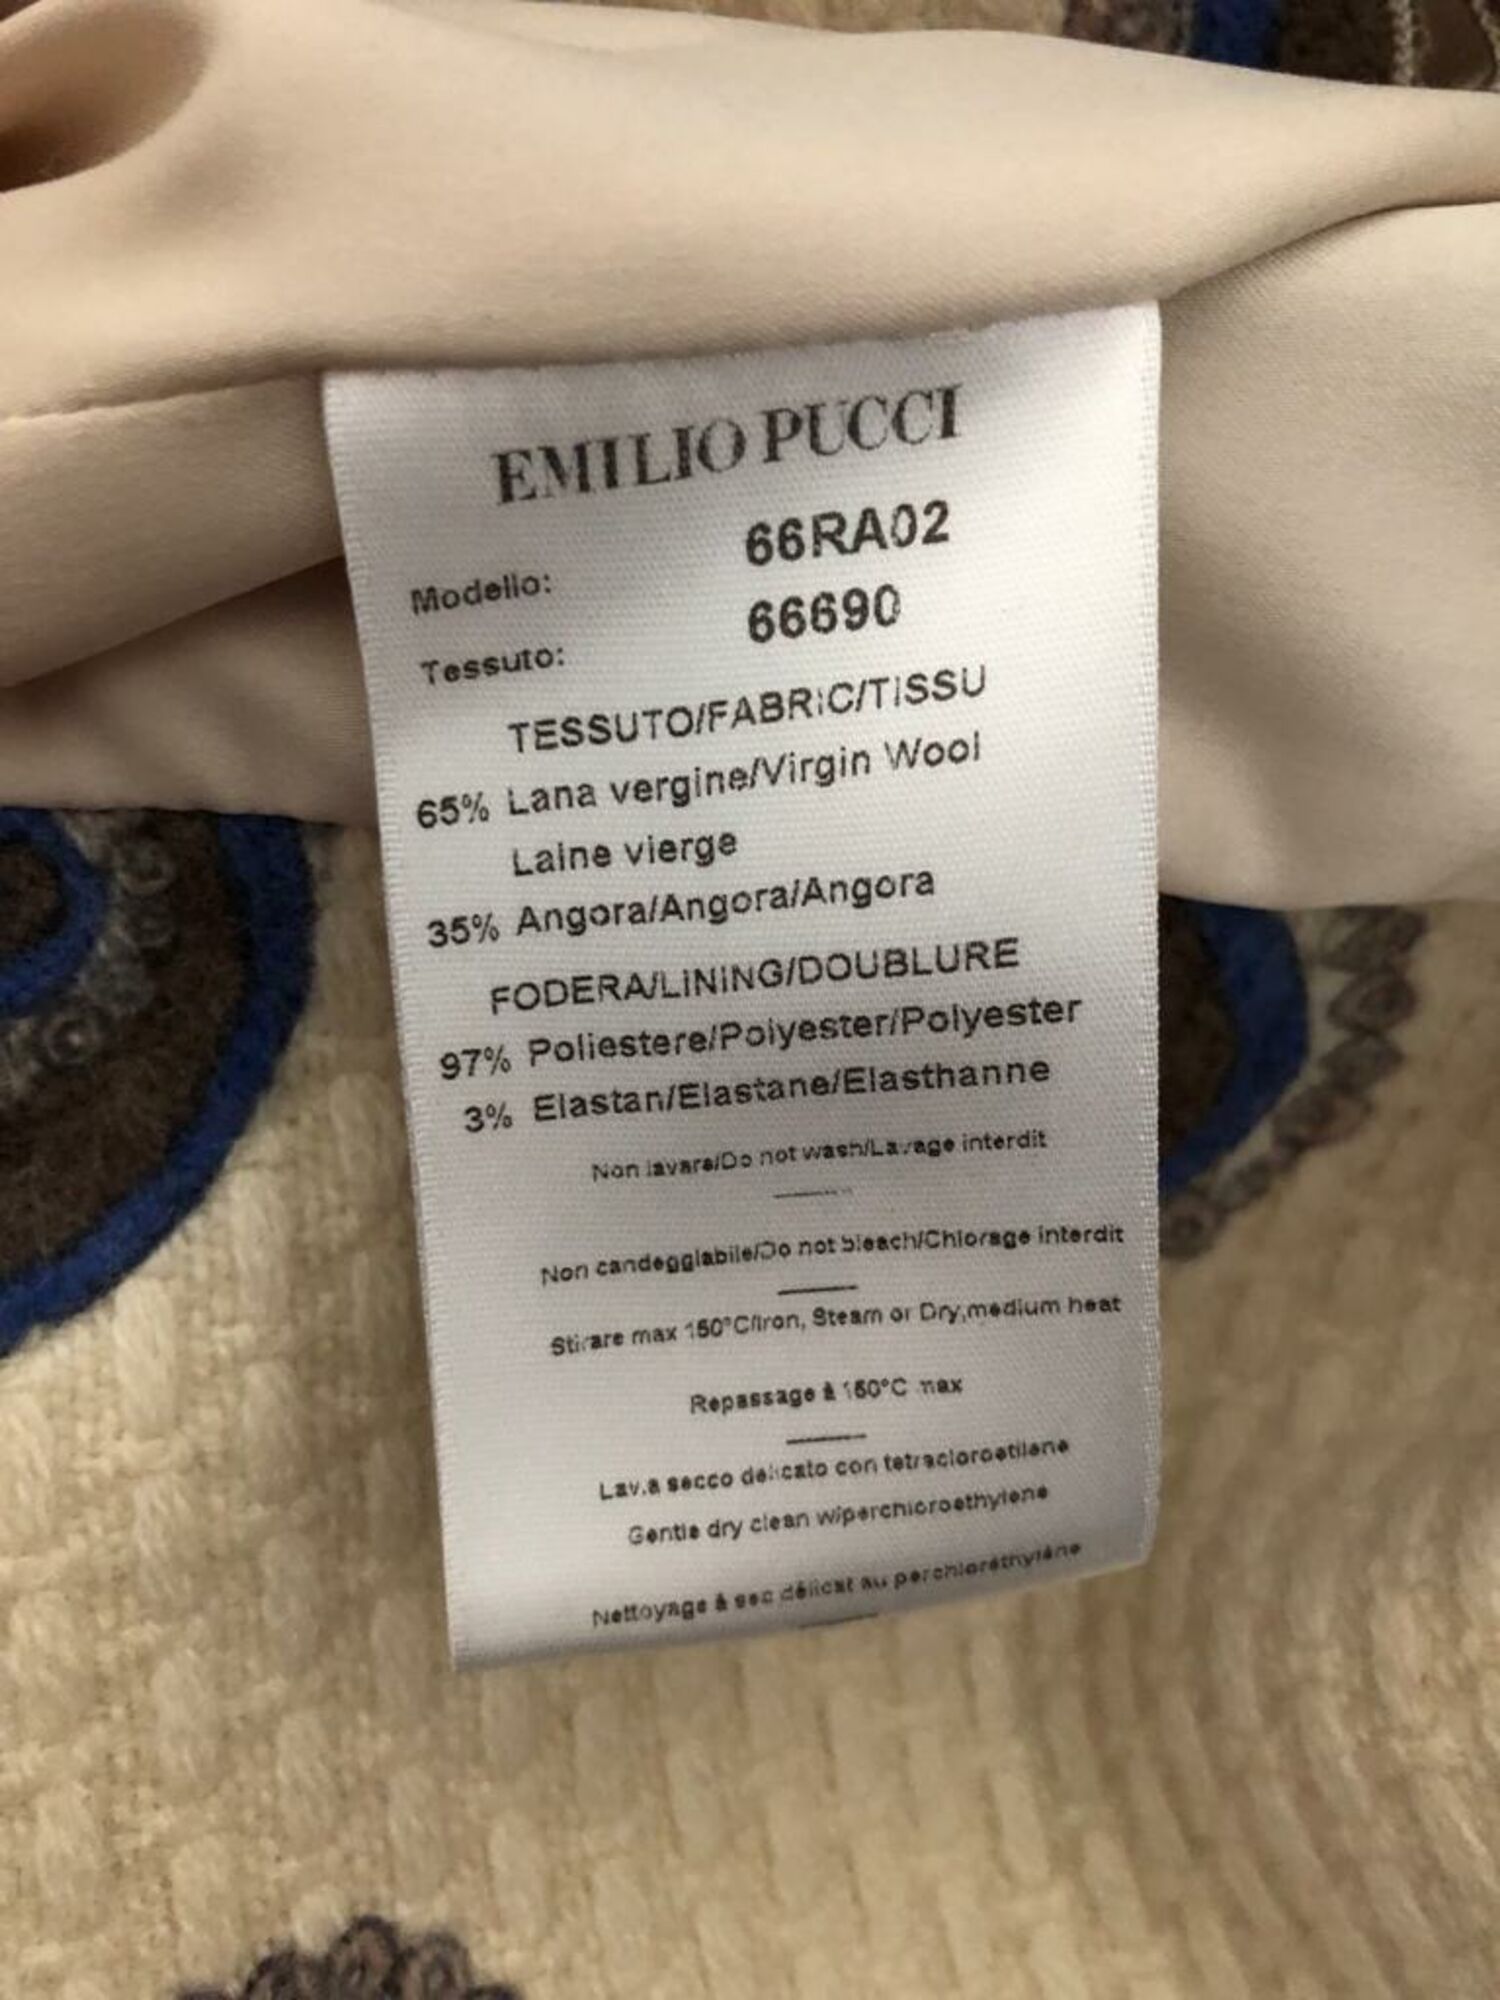 EMILIO PUCCI
Modello: 66RA02
Tessuto: 66690
TESSUTO/FABRIC/TISSU
65% Lana vergine/Virgin Wool
Laine vierge
35% Angora/Angora/Angora
FODERA/LINING/DOUBLURE
97% Poliestere/Polyester/Polyester
3% Elastan/Elastane/Elasthanne
Non lavare/Do not wash/Lavage interdit
Non candeggiabile/Do not bleach/Chlorage interdit
Stirare max 150°C/Iron, Steam or Dry,medium heat
Repassage à 150°C max
Lav.a secco delicato con tetracloroetilene
Gentle dry clean w/perchloroethylene
Nettoyage à sec délicat au perchloréthylène